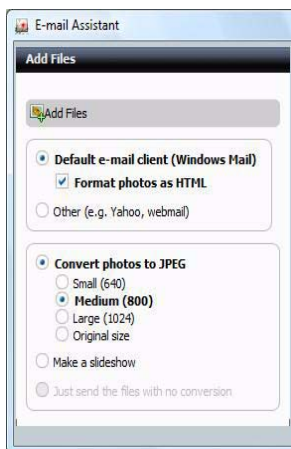 E-mail Assistant
Add Files
Add Files
Default e-mail client (Windows Mail)
Format photos as HTML
Other (e.g. Yahoo, webmail)
Convert photos to JPEG
Small (640)
Medium (800)
Large (1024)
Original size
Make a slideshow
Just send the files with no conversion